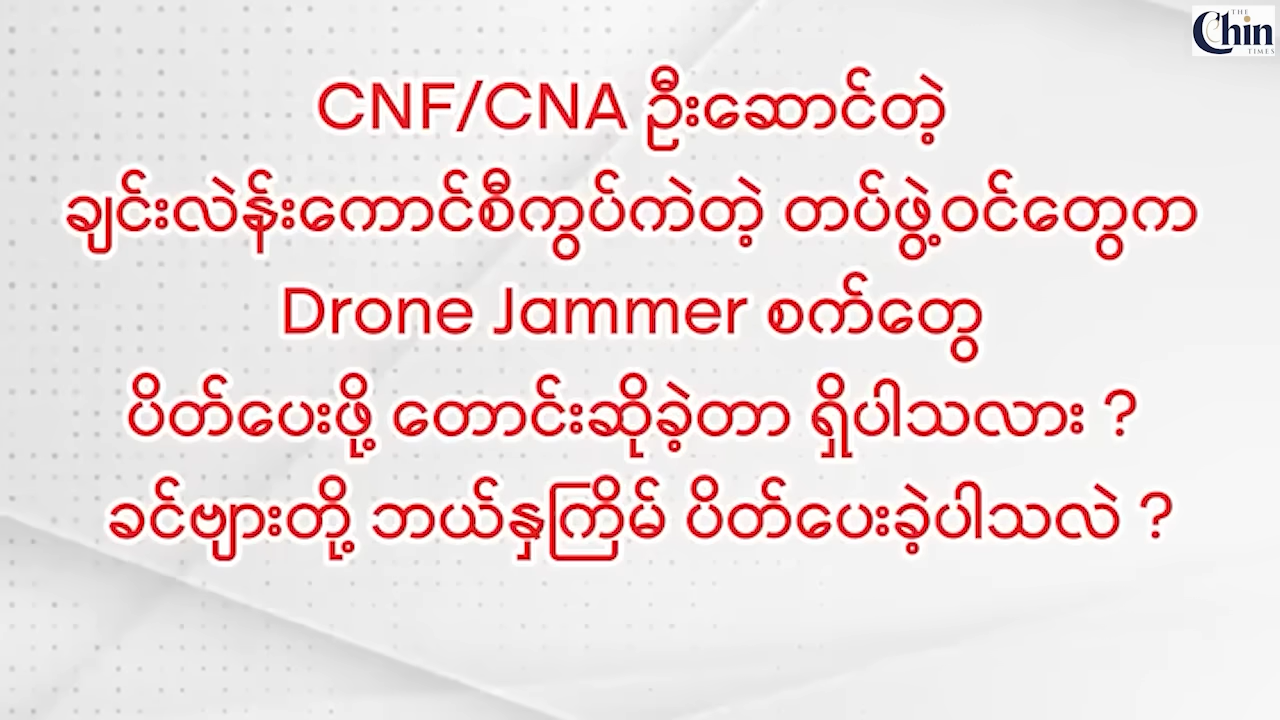 THE
Chin
TIMES
CNF/CNA ဦးဆောင်တဲ့
ချင်းလဲန်းကောင်စီကွပ်ကဲတဲ့ တပ်ဖွဲ့ဝင်တွေက
Drone Jammer စက်တွေ
ပိတ်ပေးဖို့ တောင်းဆိုခဲ့တာ ရှိပါသလား ?
ခင်ဗျားတို့ ဘယ်နှကြိမ် ပိတ်ပေးခဲ့ပါသလဲ ?